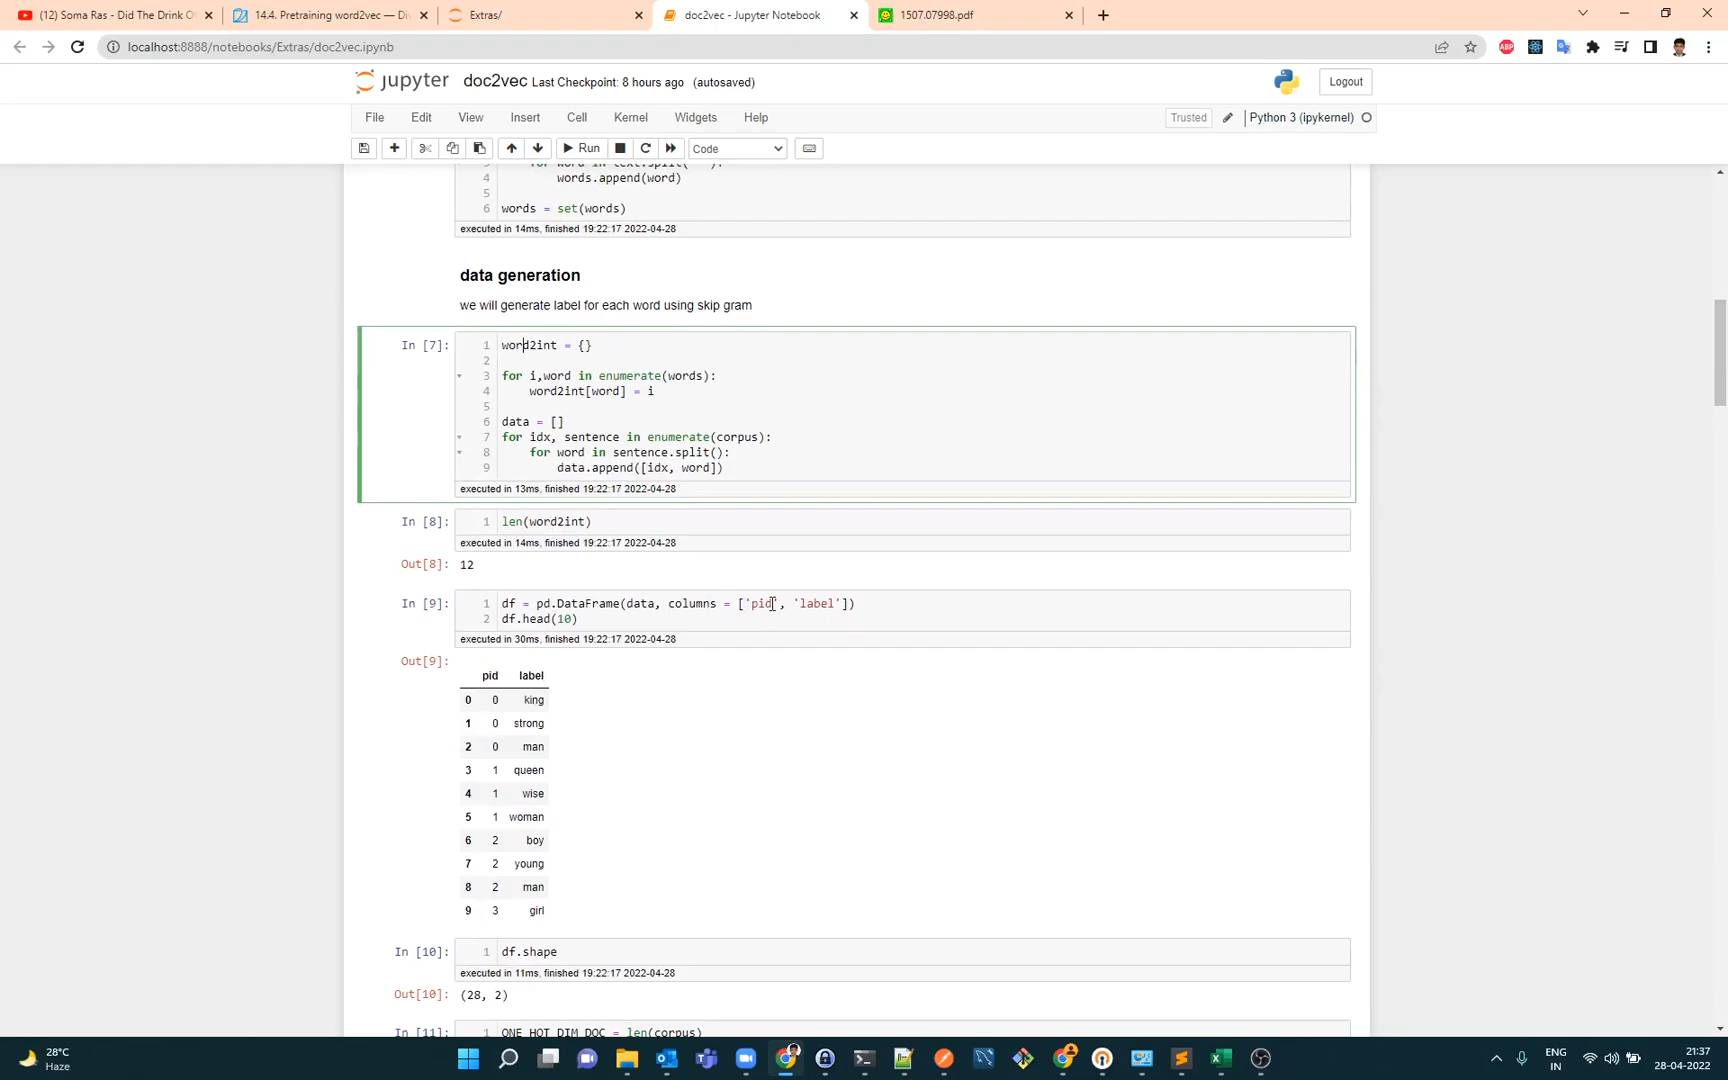 (12) Soma Ras - Did The Drink O
14.4. Pretraining word2vec — Div
Extras/
doc2vec - Jupyter Notebook
1507.07998.pdf
localhost:8888/notebooks/Extras/doc2vec.ipynb
ABP
jupyter doc2vec Last Checkpoint: 8 hours ago (autosaved)
Logout
File Edit View Insert Cell Kernel Widgets Help
Trusted Python 3 (ipykernel)
Run Code
4 words.append(word)
5
6 words = set(words)
executed in 14ms, finished 19:22:17 2022-04-28
data generation
we will generate label for each word using skip gram
In [7]:
1 word2int = {}
2
3 for i,word in enumerate(words):
4 word2int[word] = i
5
6 data = []
7 for idx, sentence in enumerate(corpus):
8 for word in sentence.split():
9 data.append([idx, word])
executed in 13ms, finished 19:22:17 2022-04-28
In [8]: 1 len(word2int)
executed in 14ms, finished 19:22:17 2022-04-28
Out[8]: 12
In [9]: 1 df = pd.DataFrame(data, columns = ['pid', 'label'])
2 df.head(10)
executed in 30ms, finished 19:22:17 2022-04-28
Out[9]:
pid label
0 0 king
1 0 strong
2 0 man
3 1 queen
4 1 wise
5 1 woman
6 2 boy
7 2 young
8 2 man
9 3 girl
In [10]: 1 df.shape
executed in 11ms, finished 19:22:17 2022-04-28
Out[10]: (28, 2)
In [11]: 1 ONE_HOT_DIM_DOC = len(corpus)
28°C
Haze
ENG
IN
21:37
28-04-2022